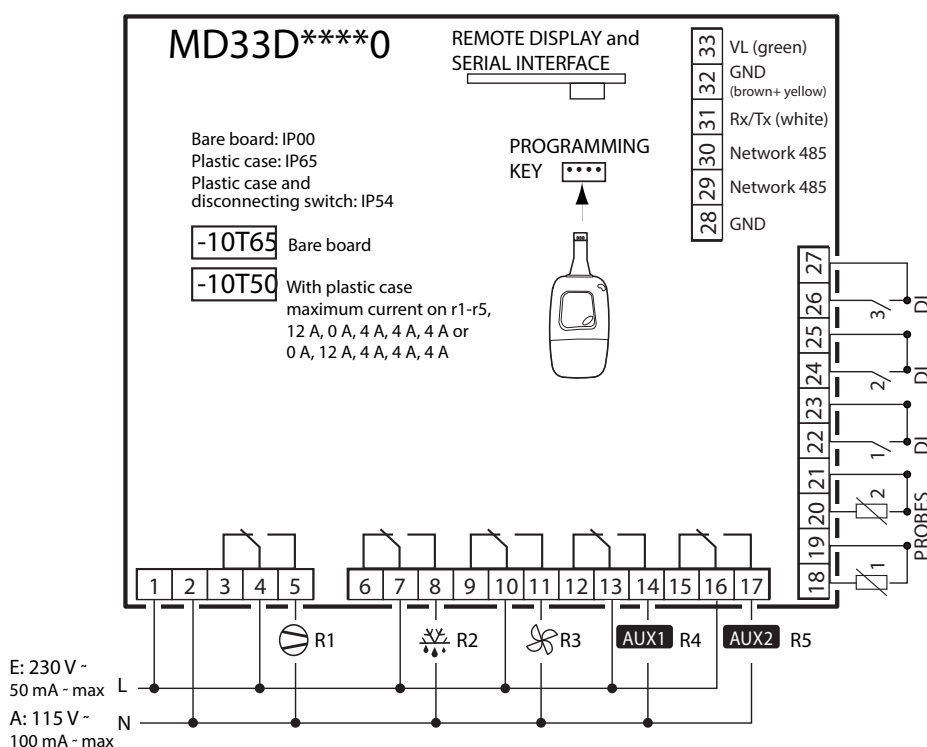 MD33D****0
REMOTE DISPLAY and
SERIAL INTERFACE
33 VL (green)
32 GND
(brown+ yellow)
31 Rx/Tx (white)
30 Network 485
29 Network 485
28 GND
Bare board: IP00
Plastic case: IP65
Plastic case and
disconnecting switch: IP54
PROGRAMMING
KEY
-10T65 Bare board
-10T50 With plastic case
maximum current on r1-r5,
12 A, 0 A, 4 A, 4 A, 4 A or
0 A, 12 A, 4 A, 4 A, 4 A
27
26 3 DI
25
24 2 DI
23
22 1 DI
21
20 2
19
18 1
PROBES
1 2 3 4 5 6 7 8 9 10 11 12 13 14 15 16 17
R1 R2 R3 AUX1 R4 AUX2 R5
E: 230 V ~
50 mA ~ max L
A: 115 V ~ N
100 mA ~ max